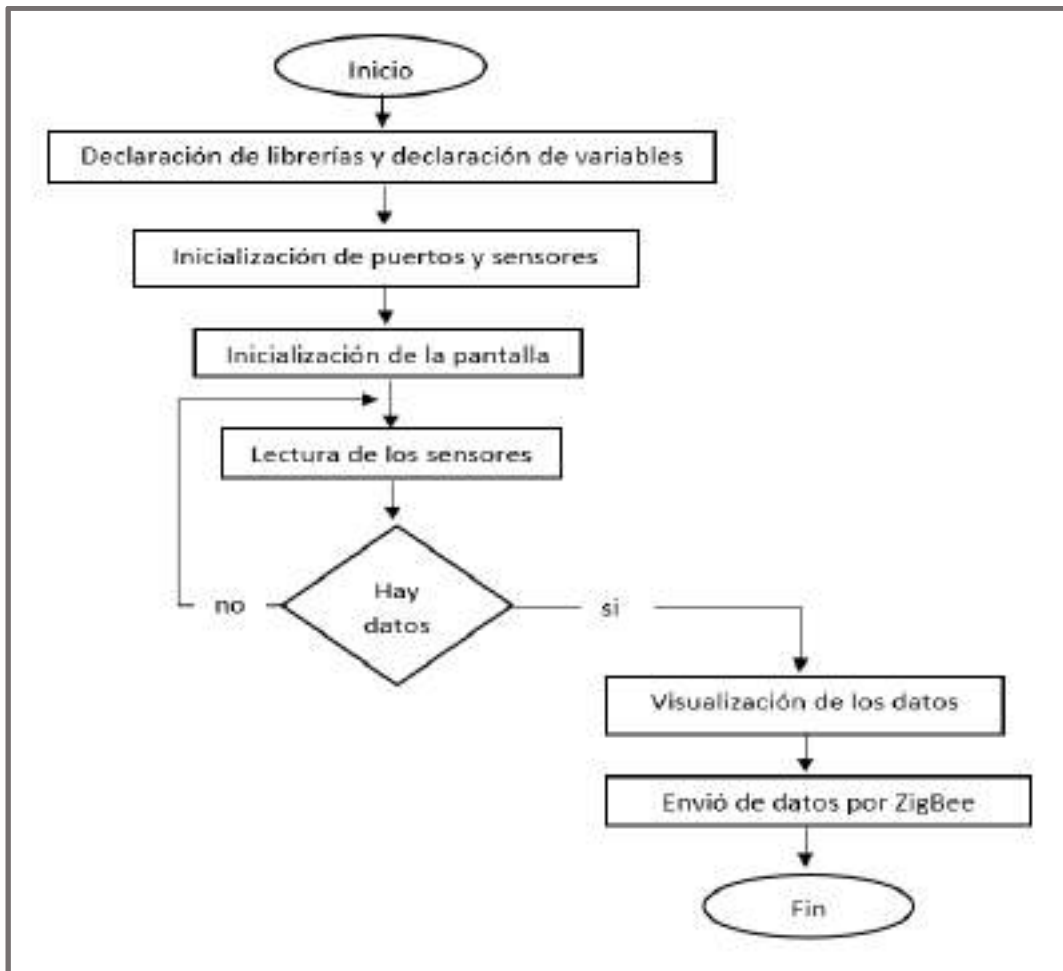 Inicio
Declaración de librerías y declaración de variables
Inicialización de puertos y sensores
Inicialización de la pantalla
Lectura de los sensores
Hay
datos
no
si
Visualización de los datos
Envió de datos por ZigBee
Fin